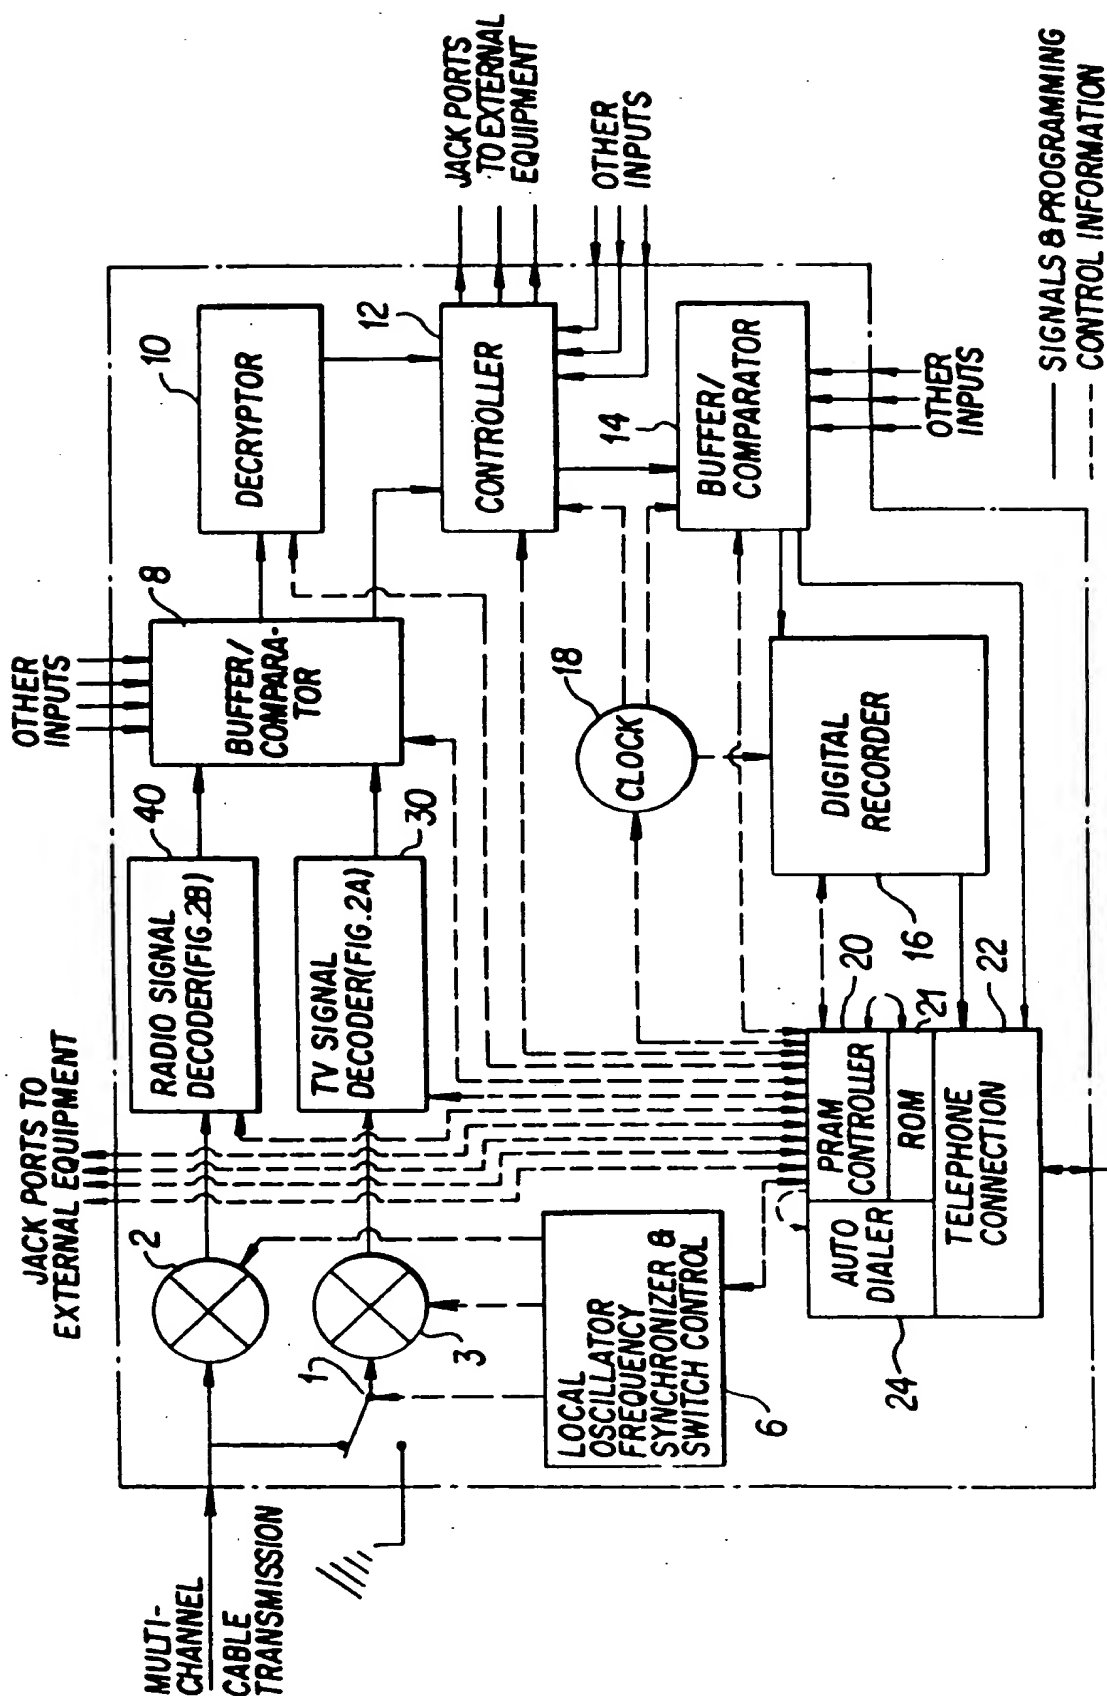 MULTI-
CHANNEL
CABLE
TRANSMISSION
JACK PORTS TO
EXTERNAL EQUIPMENT
OTHER
INPUTS
2
1
3
40
RADIO SIGNAL
DECODER(FIG.2B)
TV SIGNAL
DECODER(FIG.2A)
30
8
BUFFER/
COMPARA-
TOR
10
DECRYPTOR
12
CONTROLLER
JACK PORTS
TO EXTERNAL
EQUIPMENT
OTHER
INPUTS
14
BUFFER/
COMPARATOR
OTHER
INPUTS
18
CLOCK
DIGITAL
RECORDER
16
LOCAL
OSCILLATOR
FREQUENCY
SYNCHRONIZER &
SWITCH CONTROL
6
PRAM
CONTROLLER
20
ROM
21
AUTO
DIALER
24
TELEPHONE
CONNECTION
22
SIGNALS & PROGRAMMING
CONTROL INFORMATION